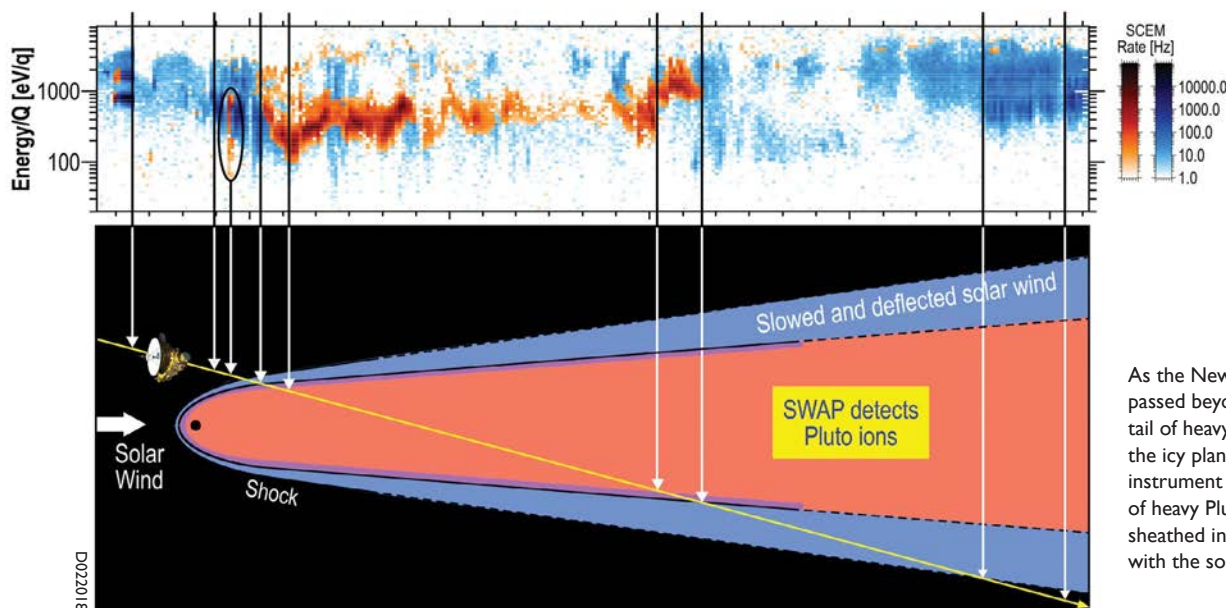 Energy/Q [eV/q]
1000
100
SCEM
Rate [Hz]
10000.0
1000.0
100.0
10.0
1.0
Slowed and deflected solar wind
SWAP detects
Pluto ions
Solar
Wind
Shock
D022018
As the New
passed beyo
tail of heavy
the icy plan
instrument
of heavy Plu
sheathed in
with the so